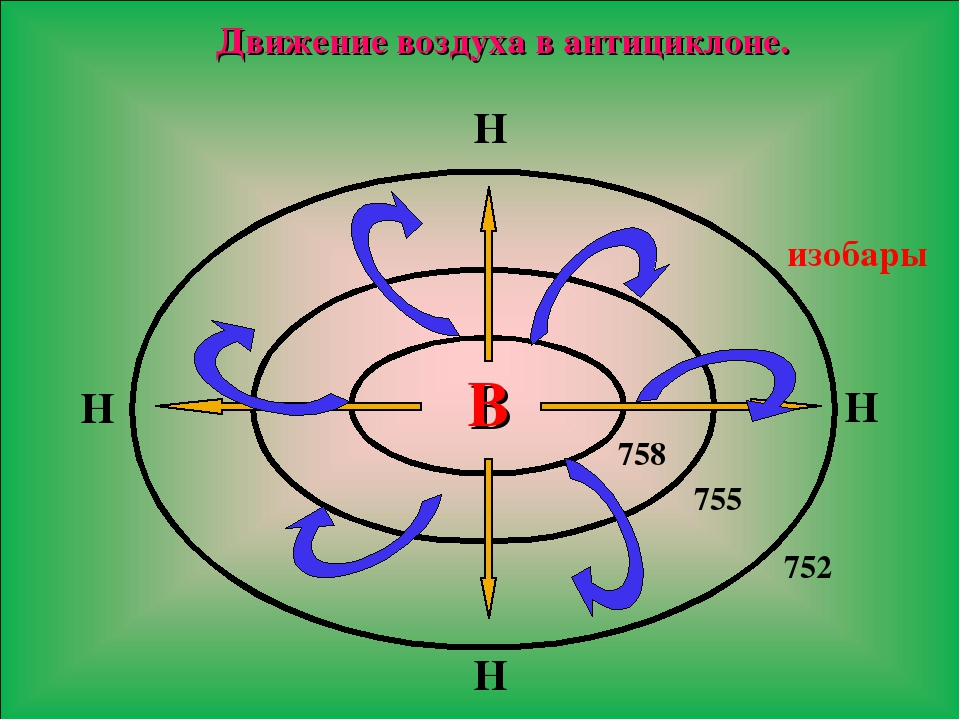 Движение воздуха в антициклоне.
Н
изобары
Н
В
Н
758
755
752
Н